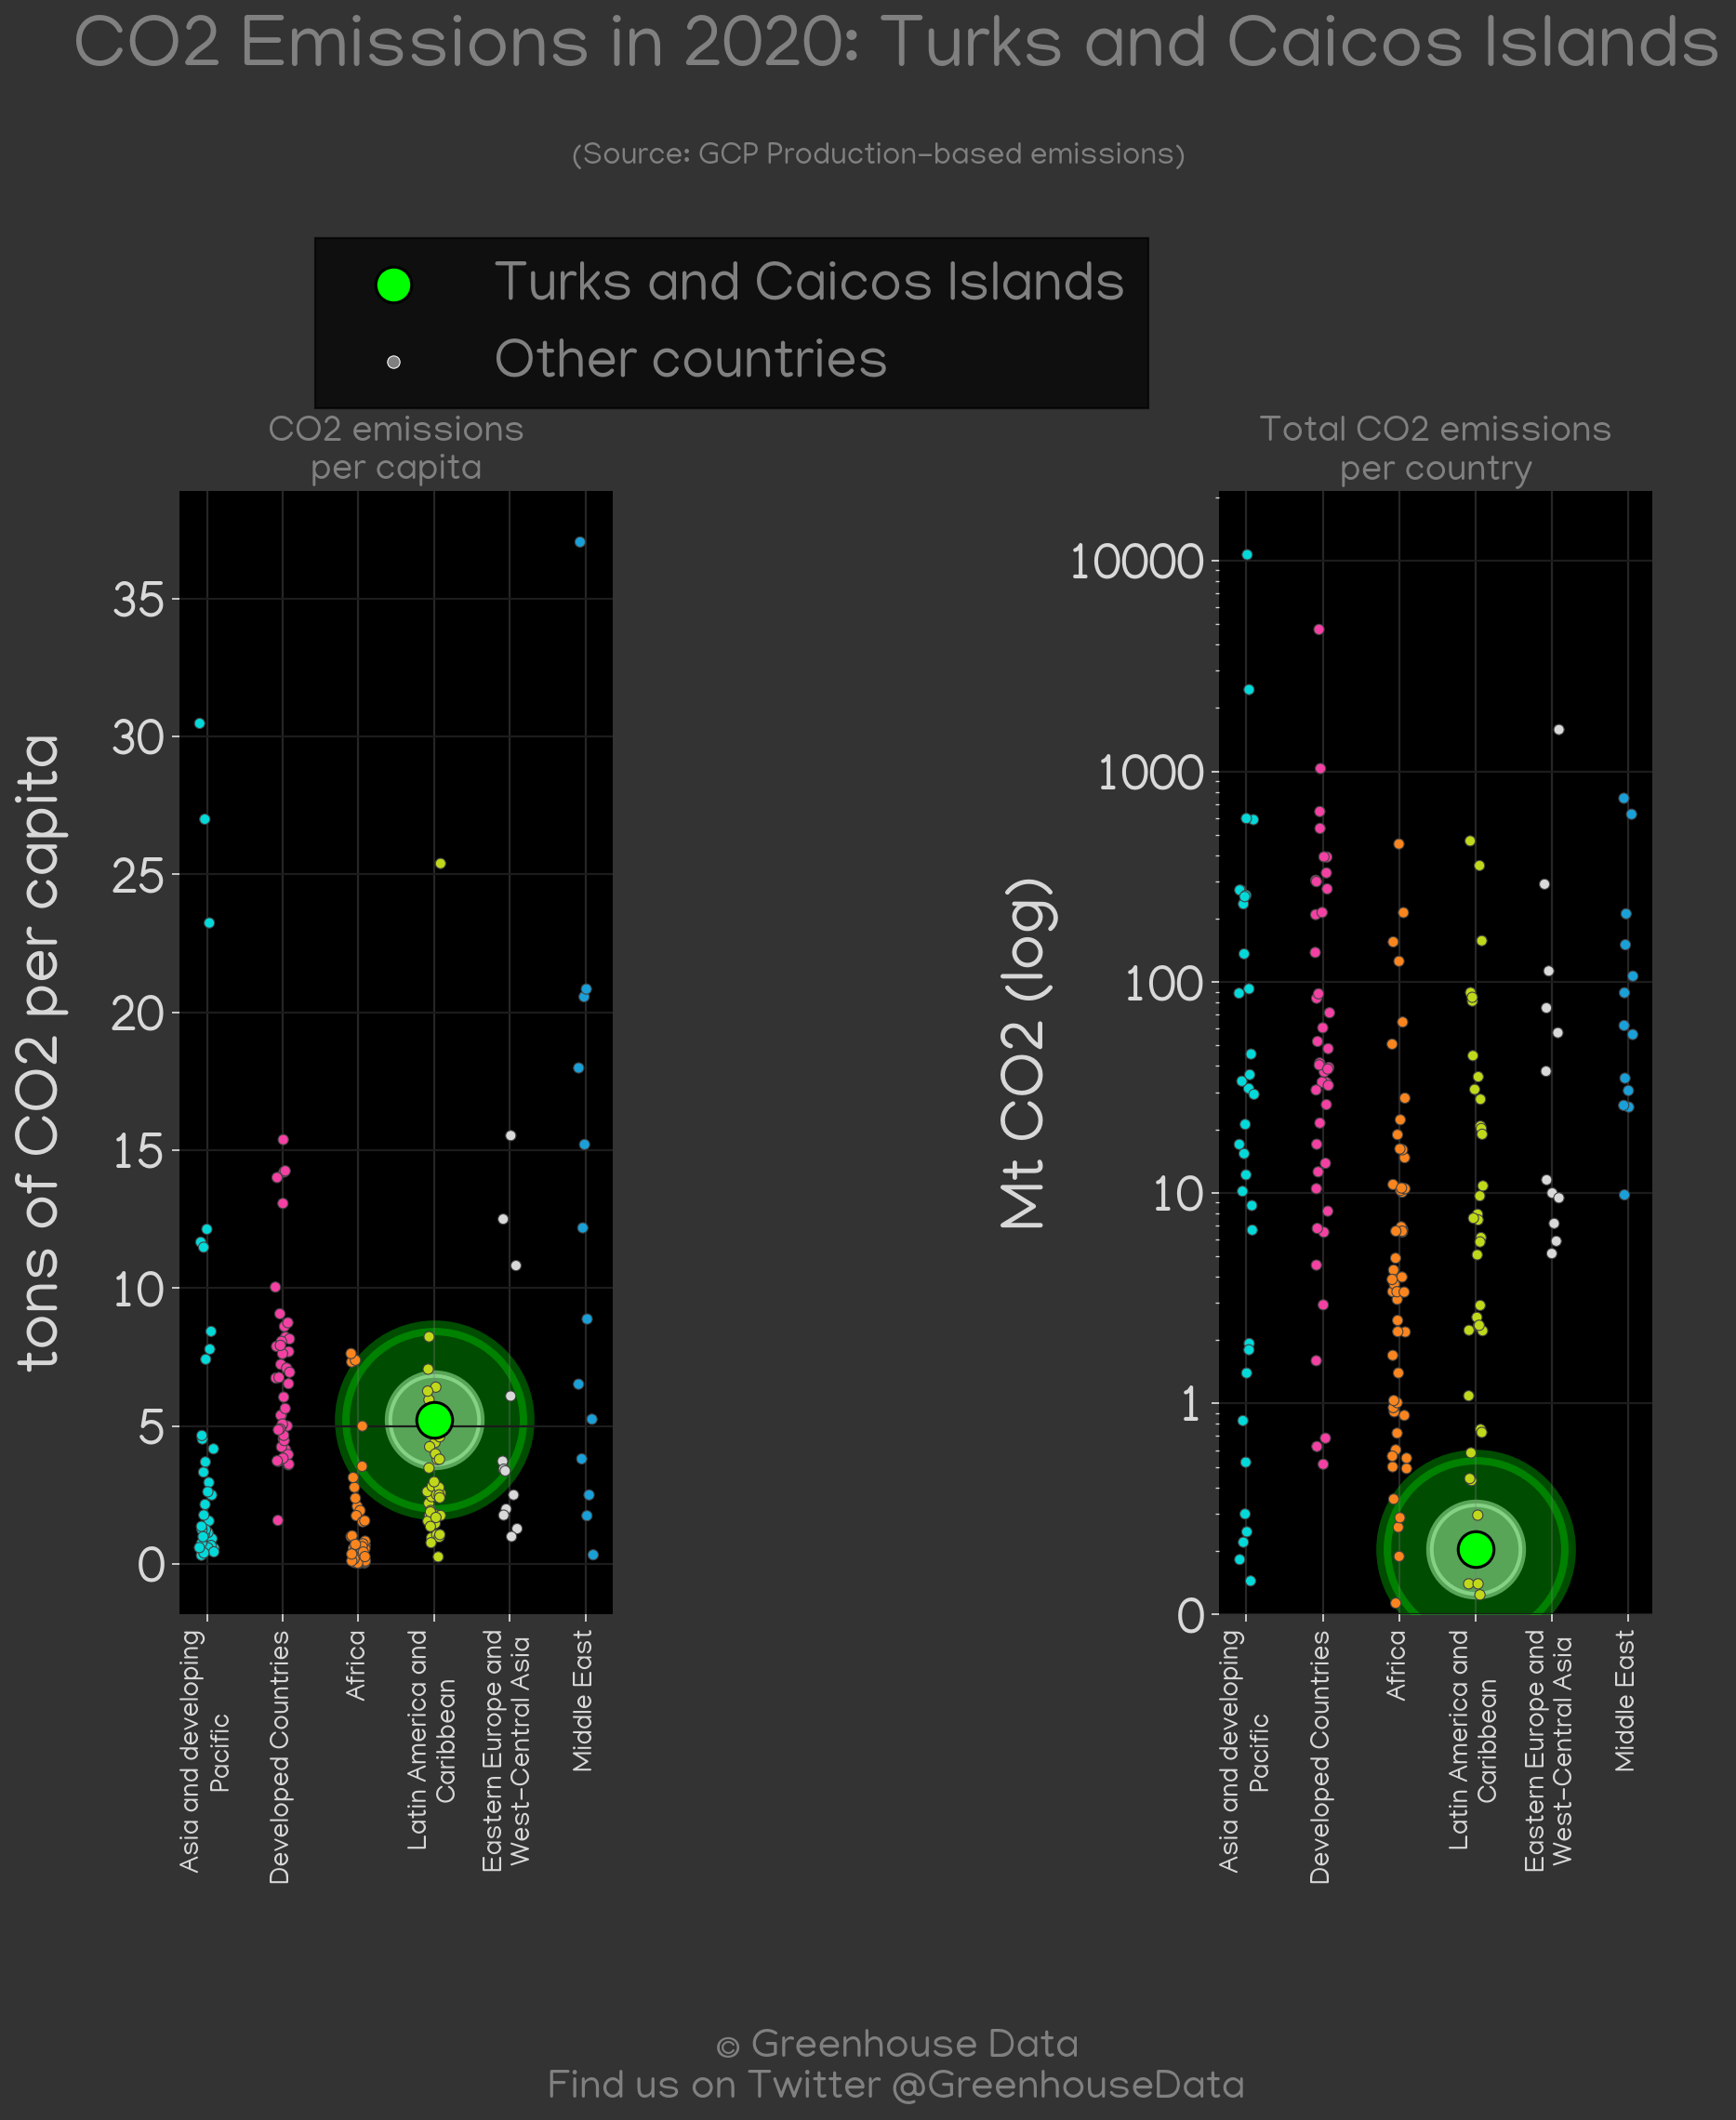 CO2 Emissions in 2020: Turks and Caicos Islands
(Source: GCP Production-based emissions)
Turks and Caicos Islands
Other countries
CO2 emissions
per capita
tons of CO2 per capita
35
30
25
20
15
10
5
0
Asia and developing
Pacific
Developed Countries
Africa
Latin America and
Caribbean
Eastern Europe and
West-Central Asia
Middle East
Total CO2 emissions
per country
Mt CO2 (log)
10000
1000
100
10
1
0
Asia and developing
Pacific
Developed Countries
Africa
Latin America and
Caribbean
Eastern Europe and
West-Central Asia
Middle East
© Greenhouse Data
Find us on Twitter @GreenhouseData